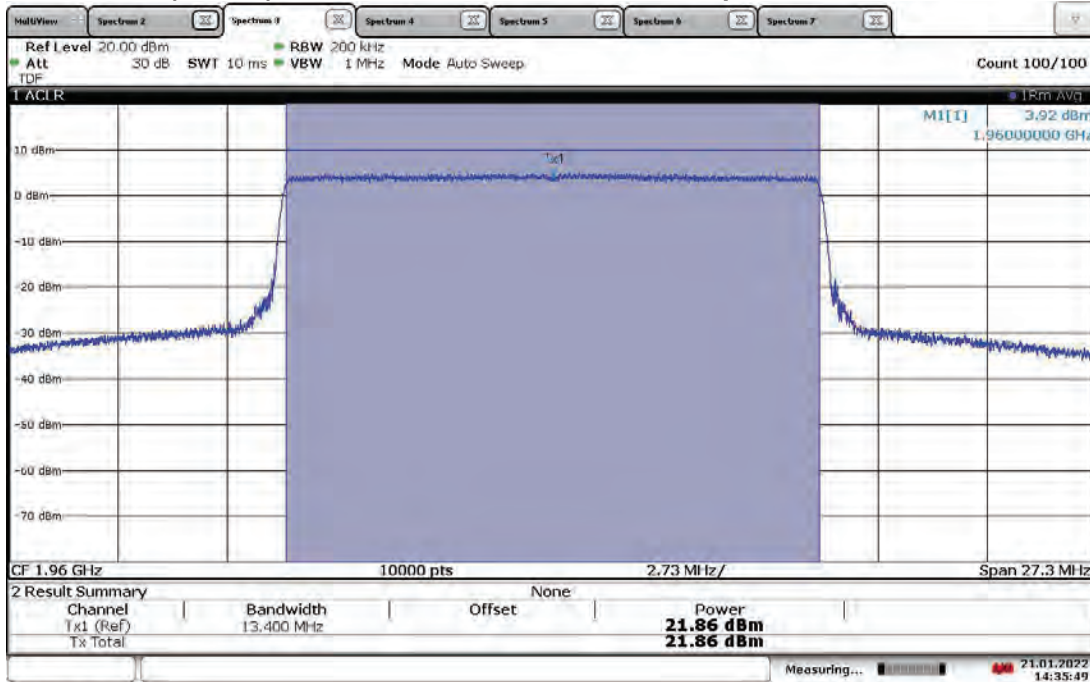 MultiView Spectrum 2 Spectrum 3 Spectrum 4 Spectrum 5 Spectrum 6 Spectrum 7
Ref Level 20.00 dBm RBW 200 kHz
Att 30 dB SWT 10 ms VBW 1 MHz Mode Auto Sweep Count 100/100
TDF
1 ACLR 1Rm Avg
M1[1] 3.92 dBm
1.96000000 GHz
10 dBm
Tx1
0 dBm
-10 dBm
-20 dBm
-30 dBm
-40 dBm
-50 dBm
-60 dBm
-70 dBm
CF 1.96 GHz 10000 pts 2.73 MHz/ Span 27.3 MHz
2 Result Summary None
Channel Bandwidth Offset Power
Tx1 (Ref) 13.400 MHz 21.86 dBm
Tx Total 21.86 dBm
Measuring... 21.01.2022
14:35:49